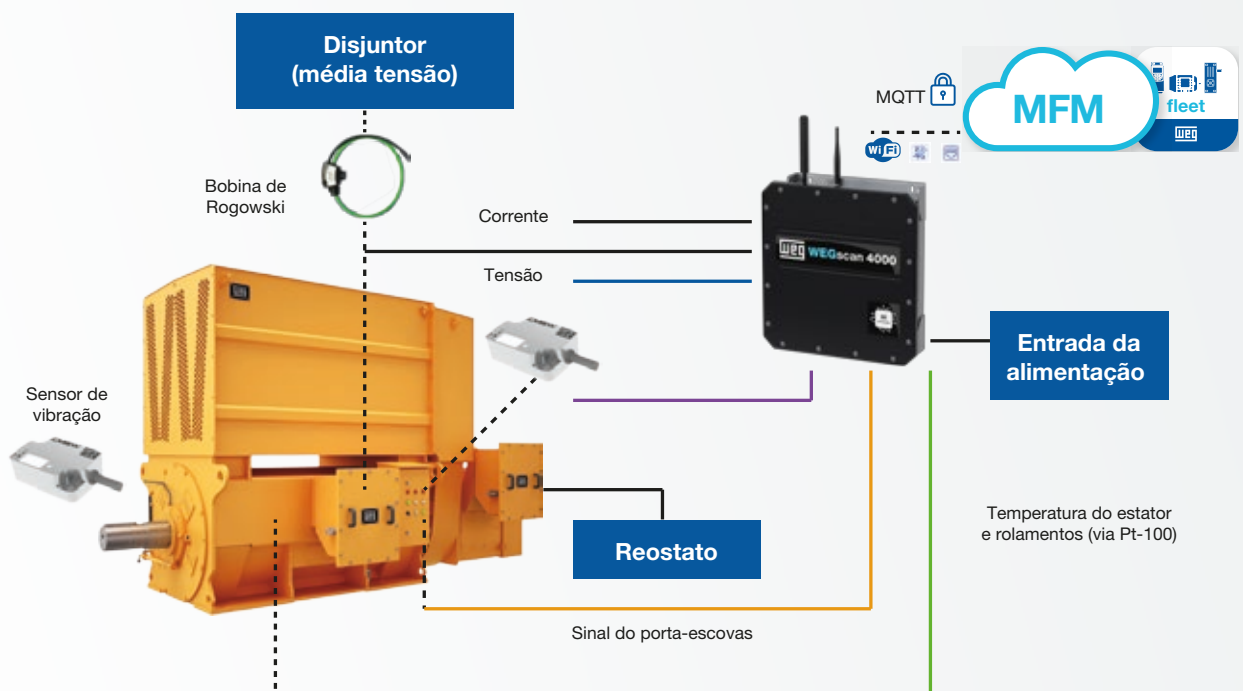 Disjuntor
(média tensão)
MQTT
MFM
fleet
WEG
WiFi
Bobina de
Rogowski
Corrente
weg WEGscan 4000
Tensão
Entrada da
alimentação
Sensor de
vibração
Reostato
Temperatura do estator
e rolamentos (via Pt-100)
Sinal do porta-escovas